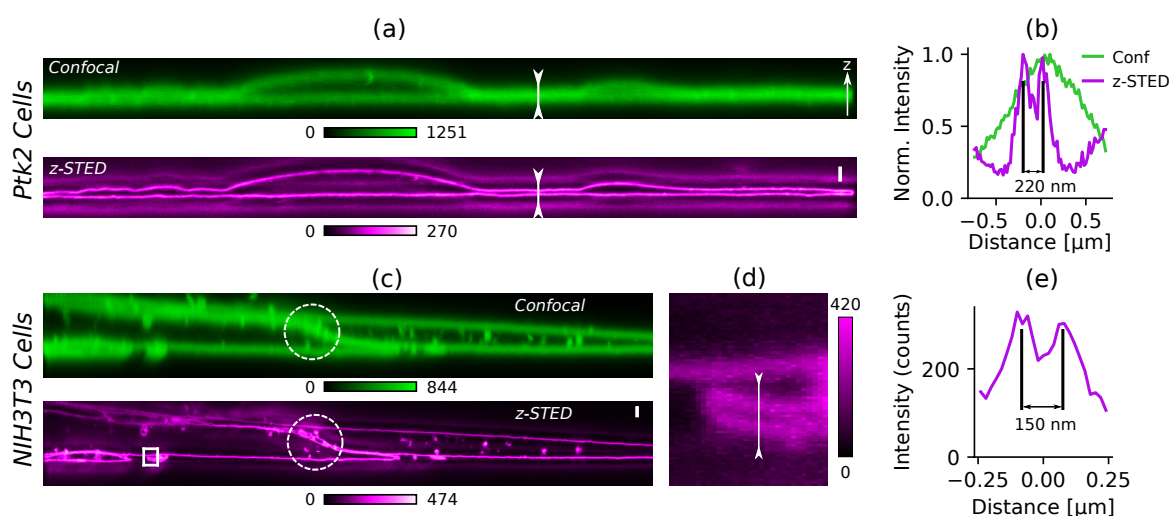 (a)
(b)
Ptk2 Cells
Confocal
z
0 1251
z-STED
0 270
Norm. Intensity
1.0
0.5
0.0
Conf
z-STED
220 nm
−0.5 0.0 0.5
Distance [μm]
(c)
(d)
(e)
NIH3T3 Cells
Confocal
0 844
z-STED
0 474
420
0
Intensity (counts)
200
0
150 nm
−0.25 0.00 0.25
Distance [μm]